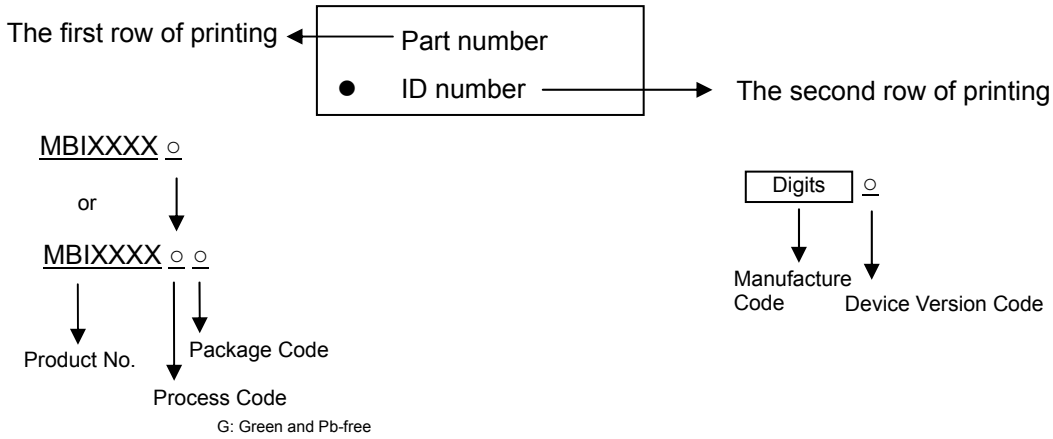 The first row of printing
Part number
● ID number
The second row of printing
MBIXXXX ○
or
MBIXXXX ○ ○
Product No.
Package Code
Process Code
G: Green and Pb-free
Digits ○
Manufacture
Code
Device Version Code